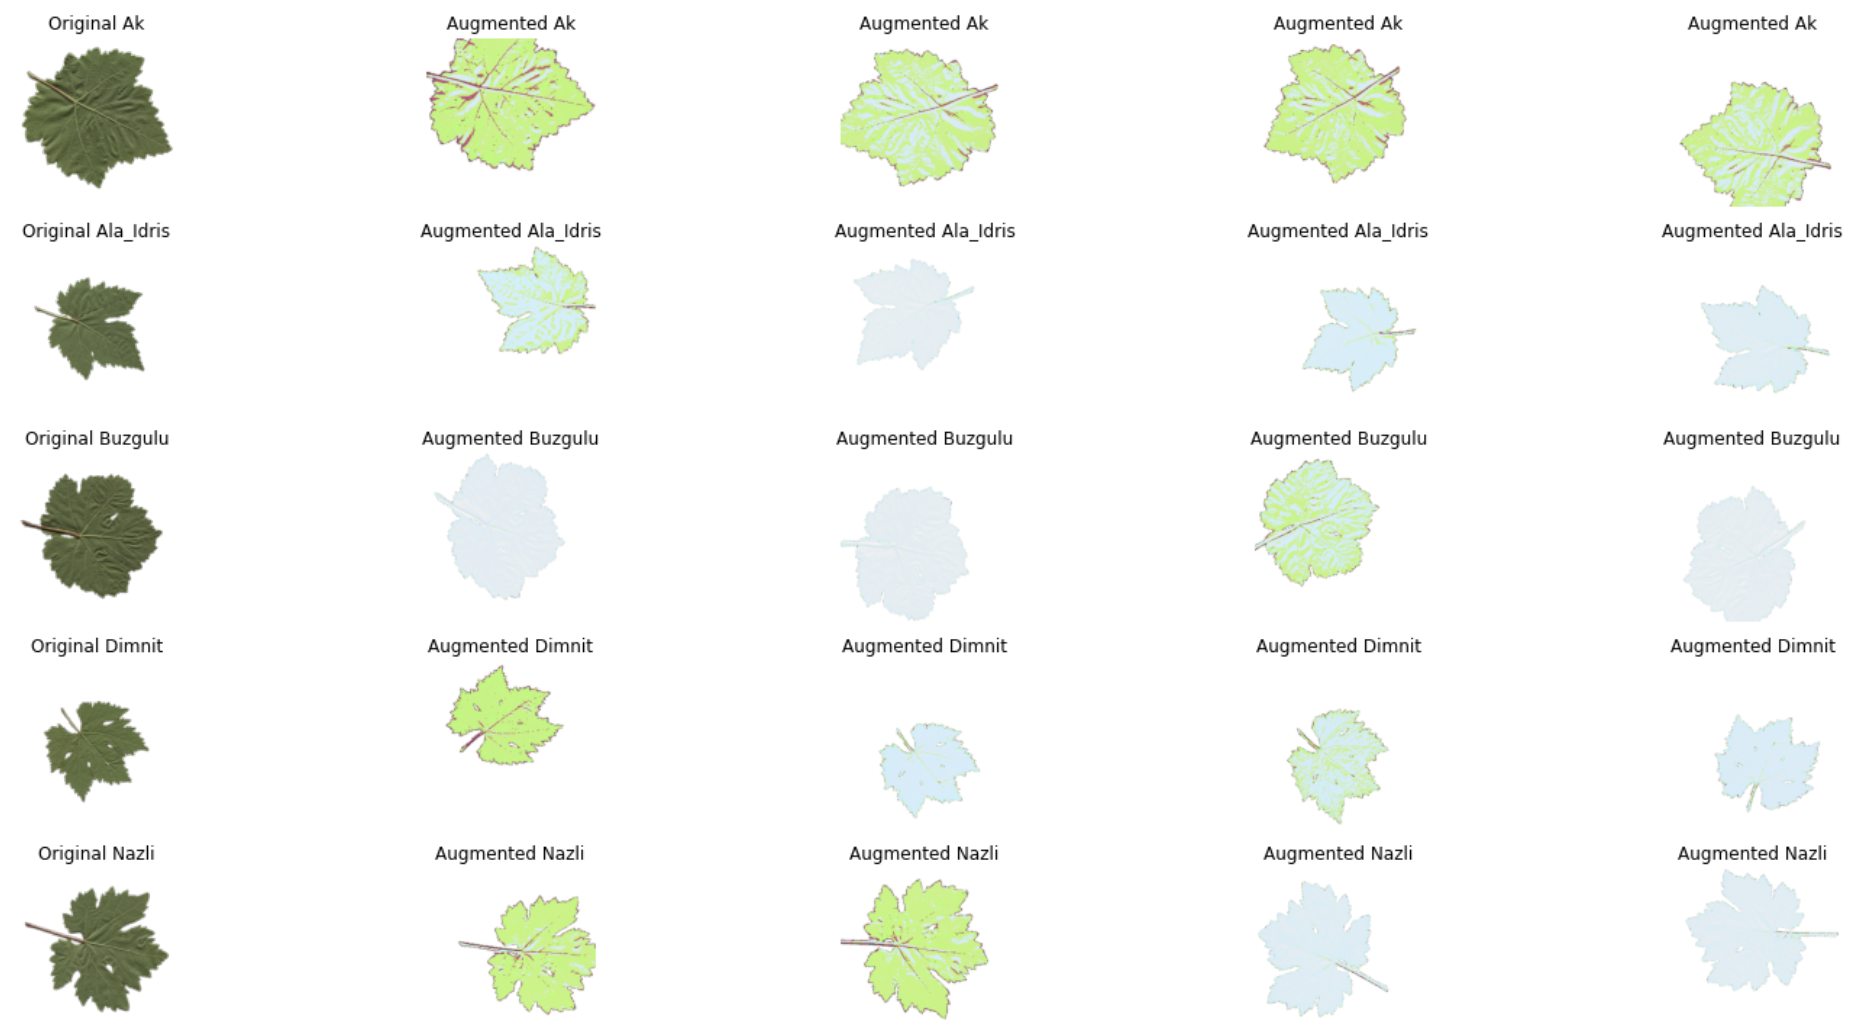 Original Ak
Augmented Ak
Augmented Ak
Augmented Ak
Augmented Ak
Original Ala_Idris
Augmented Ala_Idris
Augmented Ala_Idris
Augmented Ala_Idris
Augmented Ala_Idris
Original Buzgulu
Augmented Buzgulu
Augmented Buzgulu
Augmented Buzgulu
Augmented Buzgulu
Original Dimnit
Augmented Dimnit
Augmented Dimnit
Augmented Dimnit
Augmented Dimnit
Original Nazli
Augmented Nazli
Augmented Nazli
Augmented Nazli
Augmented Nazli